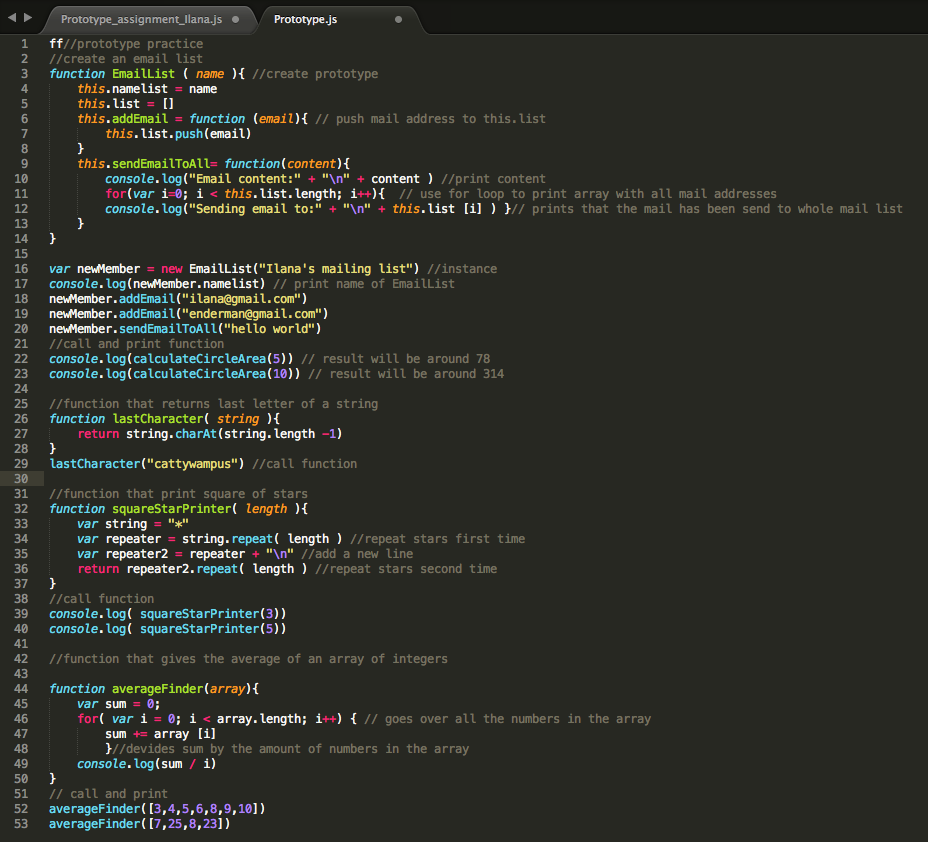 Prototype_assignment_Ilana.js
Prototype.js
1 ff//prototype practice
2 //create an email list
3 function EmailList ( name ){ //create prototype
4     this.namelist = name
5     this.list = []
6     this.addEmail = function (email){ // push mail address to this.list
7         this.list.push(email)
8     }
9     this.sendEmailToAll= function(content){
10         console.log("Email content:" + "\n" + content ) //print content
11         for(var i=0; i < this.list.length; i++){  // use for loop to print array with all mail addresses
12         console.log("Sending email to:" + "\n" + this.list [i] ) }// prints that the mail has been send to whole mail list
13     }
14 }
15
16 var newMember = new EmailList("Ilana's mailing list") //instance
17 console.log(newMember.namelist) // print name of EmailList
18 newMember.addEmail("ilana@gmail.com")
19 newMember.addEmail("enderman@gmail.com")
20 newMember.sendEmailToAll("hello world")
21 //call and print function
22 console.log(calculateCircleArea(5)) // result will be around 78
23 console.log(calculateCircleArea(10)) // result will be around 314
24
25 //function that returns last letter of a string
26 function lastCharacter( string ){
27     return string.charAt(string.length -1)
28 }
29 lastCharacter("cattywampus") //call function
30
31 //function that print square of stars
32 function squareStarPrinter( length ){
33     var string = "*"
34     var repeater = string.repeat( length ) //repeat stars first time
35     var repeater2 = repeater + "\n" //add a new line
36     return repeater2.repeat( length ) //repeat stars second time
37 }
38 //call function
39 console.log( squareStarPrinter(3))
40 console.log( squareStarPrinter(5))
41
42 //function that gives the average of an array of integers
43
44 function averageFinder(array){
45     var sum = 0;
46     for( var i = 0; i < array.length; i++) { // goes over all the numbers in the array
47         sum += array [i]
48         }//devides sum by the amount of numbers in the array
49     console.log(sum / i)
50 }
51 // call and print
52 averageFinder([3,4,5,6,8,9,10])
53 averageFinder([7,25,8,23])